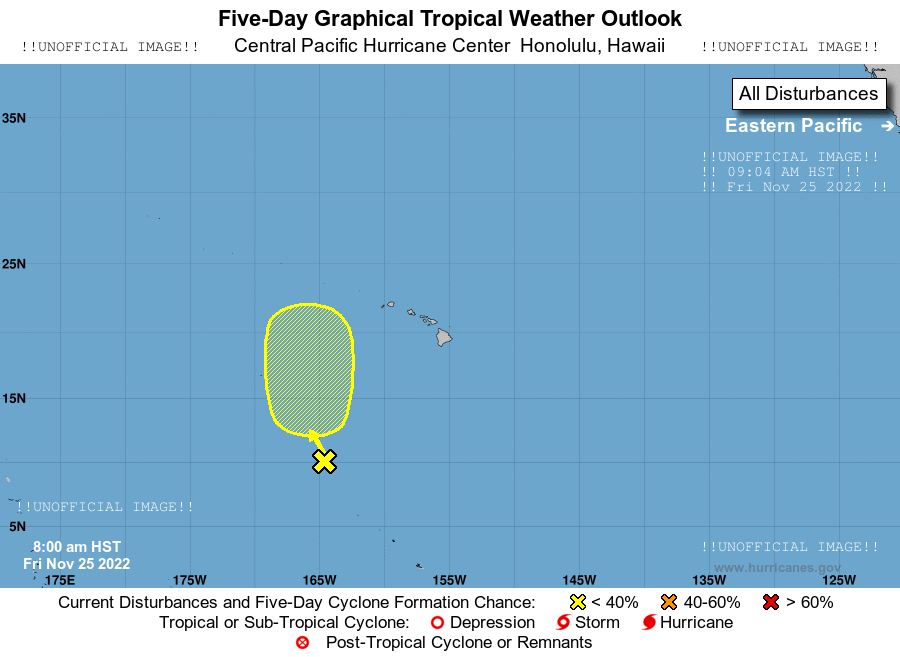 Five-Day Graphical Tropical Weather Outlook
!!UNOFFICIAL IMAGE!! Central Pacific Hurricane Center Honolulu, Hawaii !!UNOFFICIAL IMAGE!!
All Disturbances
35N
Eastern Pacific →
!!UNOFFICIAL IMAGE!!
!! 09:04 AM HST !!
!! Fri Nov 25 2022 !!
25N
15N
!!UNOFFICIAL IMAGE!!
5N
8:00 am HST
Fri Nov 25 2022
!!UNOFFICIAL IMAGE!!
www.hurricanes.gov
175E 175W 165W 155W 145W 135W 125W
Current Disturbances and Five-Day Cyclone Formation Chance: < 40% 40-60% > 60%
Tropical or Sub-Tropical Cyclone: Depression Storm Hurricane
Post-Tropical Cyclone or Remnants